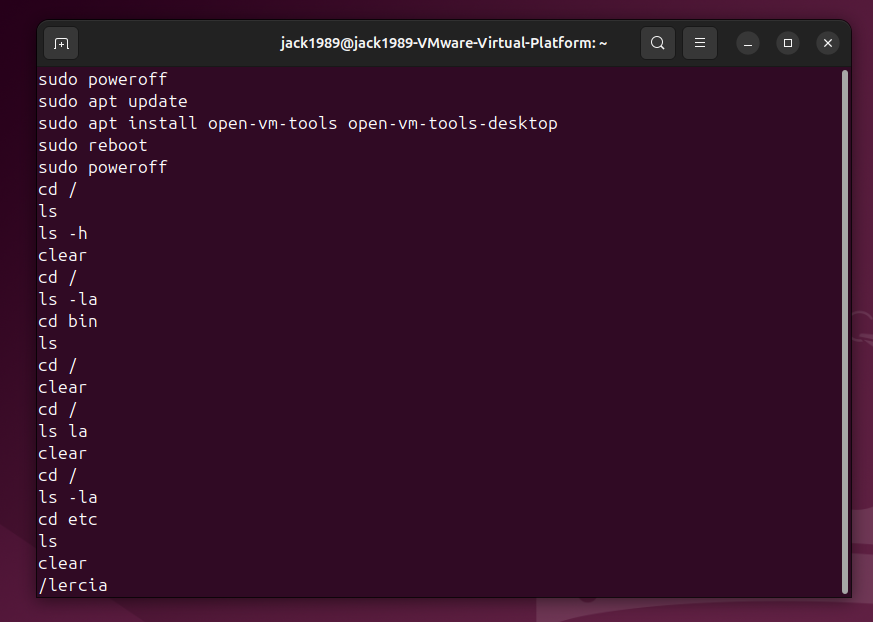 jack1989@jack1989-VMware-Virtual-Platform: ~
sudo poweroff
sudo apt update
sudo apt install open-vm-tools open-vm-tools-desktop
sudo reboot
sudo poweroff
cd /
ls
ls -h
clear
cd /
ls -la
cd bin
ls
cd /
clear
cd /
ls la
clear
cd /
ls -la
cd etc
ls
clear
/lercia